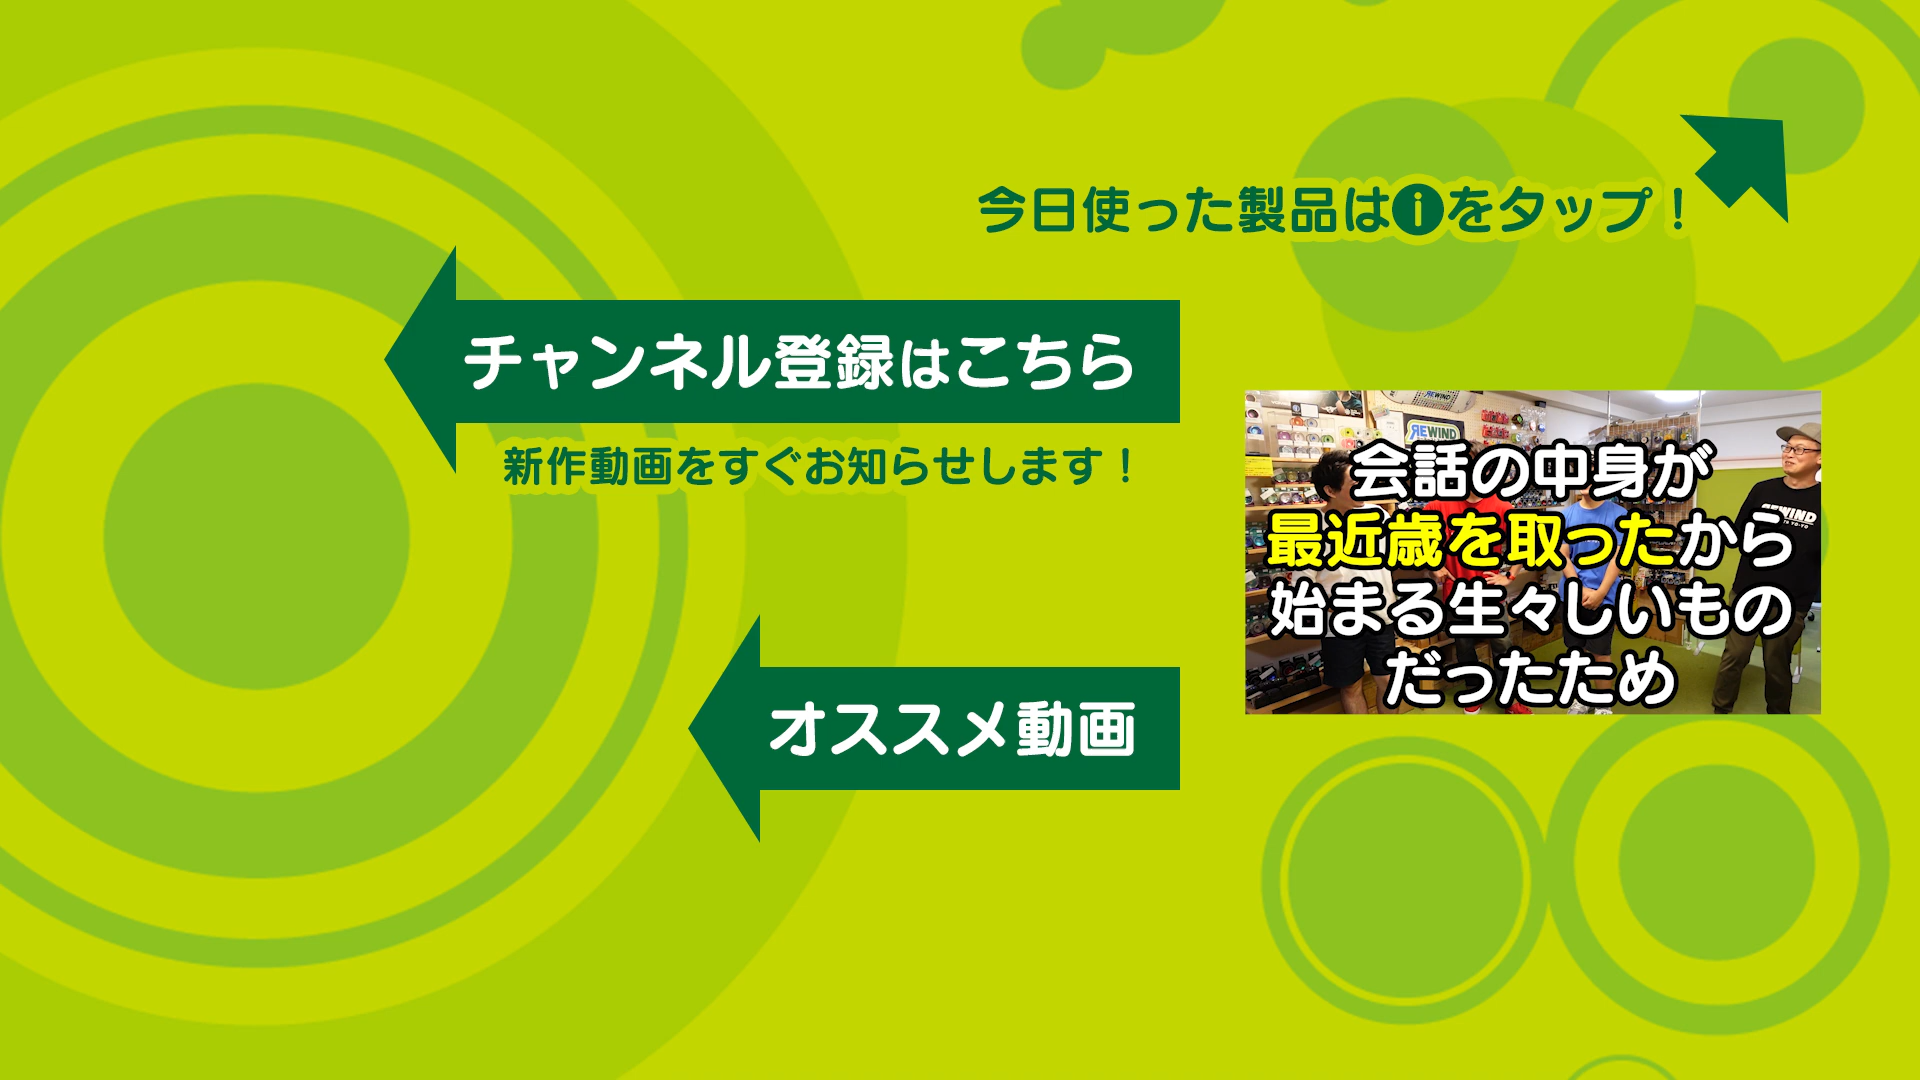 今日使った製品はiをタップ！
チャンネル登録はこちら
新作動画をすぐお知らせします！
REWIND
REWIND
会話の中身が
最近歳を取ったから
始まる生々しいもの
だったため
REWIND
オススメ動画